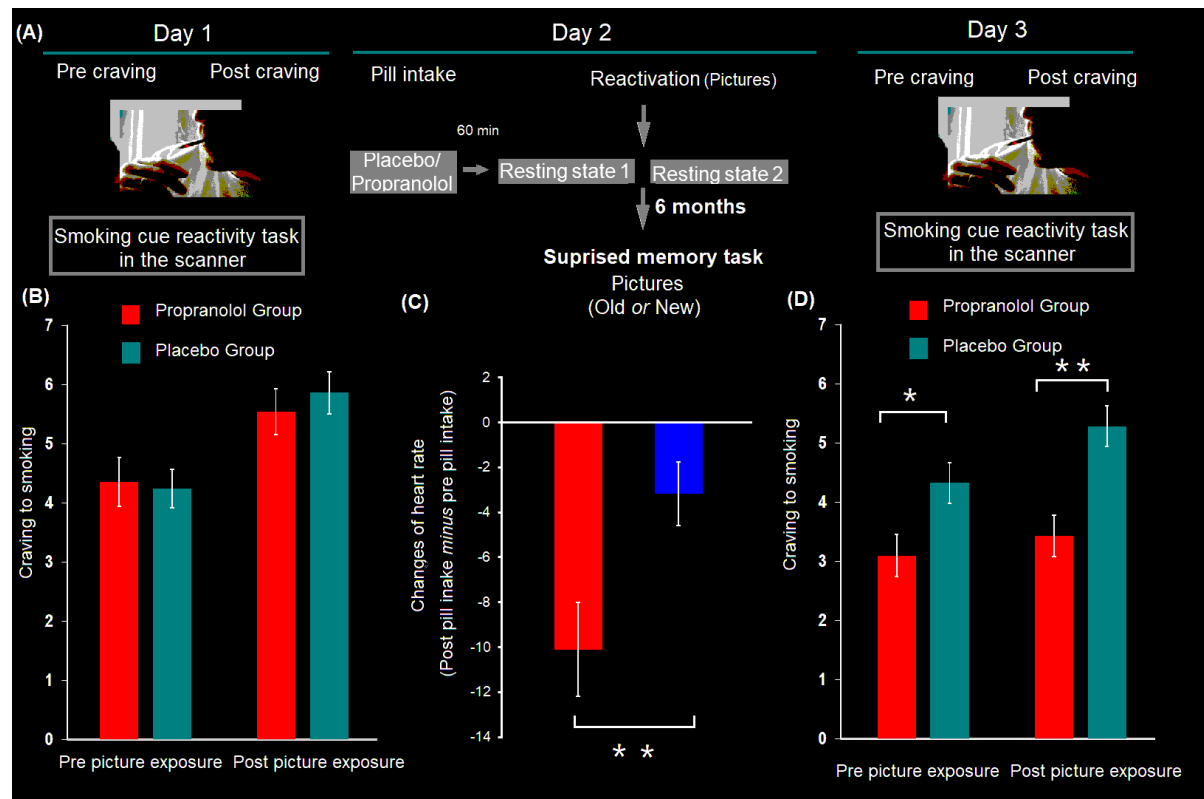 (A)
Day 1
Day 2
Day 3
Pre craving
Post craving
Pill intake
Reactivation (Pictures)
Pre craving
Post craving
60 min
Placebo/
Propranolol
Resting state 1
Resting state 2
6 months
Smoking cue reactivity task
in the scanner
Suprised memory task
Pictures
(Old or New)
Smoking cue reactivity task
in the scanner
(B)
Propranolol Group
Placebo Group
Craving to smoking
7
6
5
4
3
2
1
0
Pre picture exposure
Post picture exposure
(C)
Changes of heart rate
(Post pill inake minus pre pill intake)
2
0
-2
-4
-6
-8
-10
-12
-14
* *
(D)
Propranolol Group
Placebo Group
Craving to smoking
7
6
5
4
3
2
1
0
*
* *
Pre picture exposure
Post picture exposure